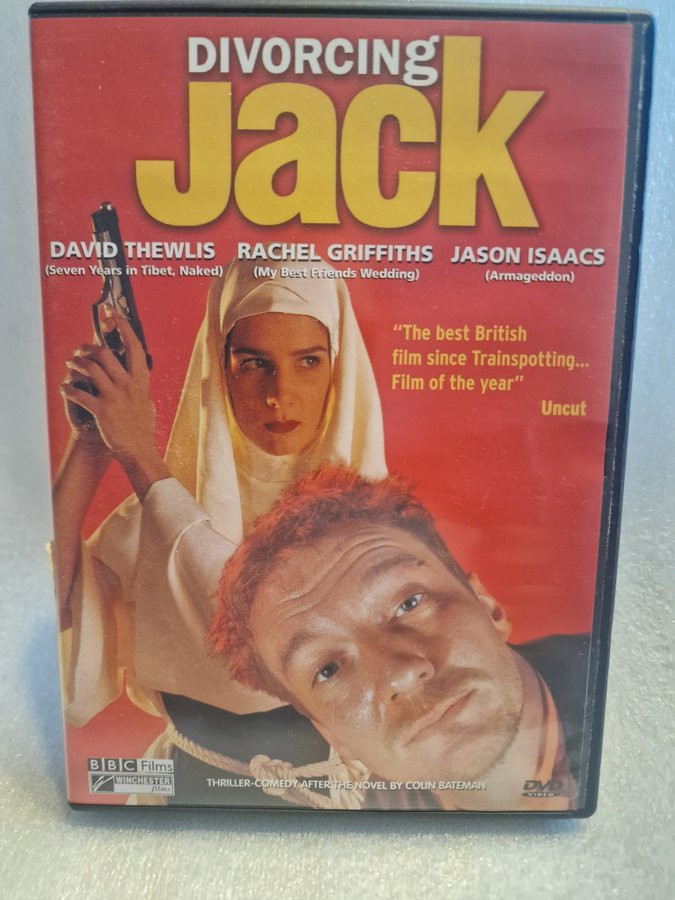 DIVORCINg
Jack
DAVID THEWLIS RACHEL GRIFFITHS JASON ISAACS
(Seven Years in Tibet, Naked) (My Best Friends Wedding) (Armageddon)
"The best British
film since Trainspotting...
Film of the year"
Uncut
BBC Films
WINCHESTER
films
THRILLER-COMEDY AFTER THE NOVEL BY COLIN BATEMAN
DVD
VIDEO